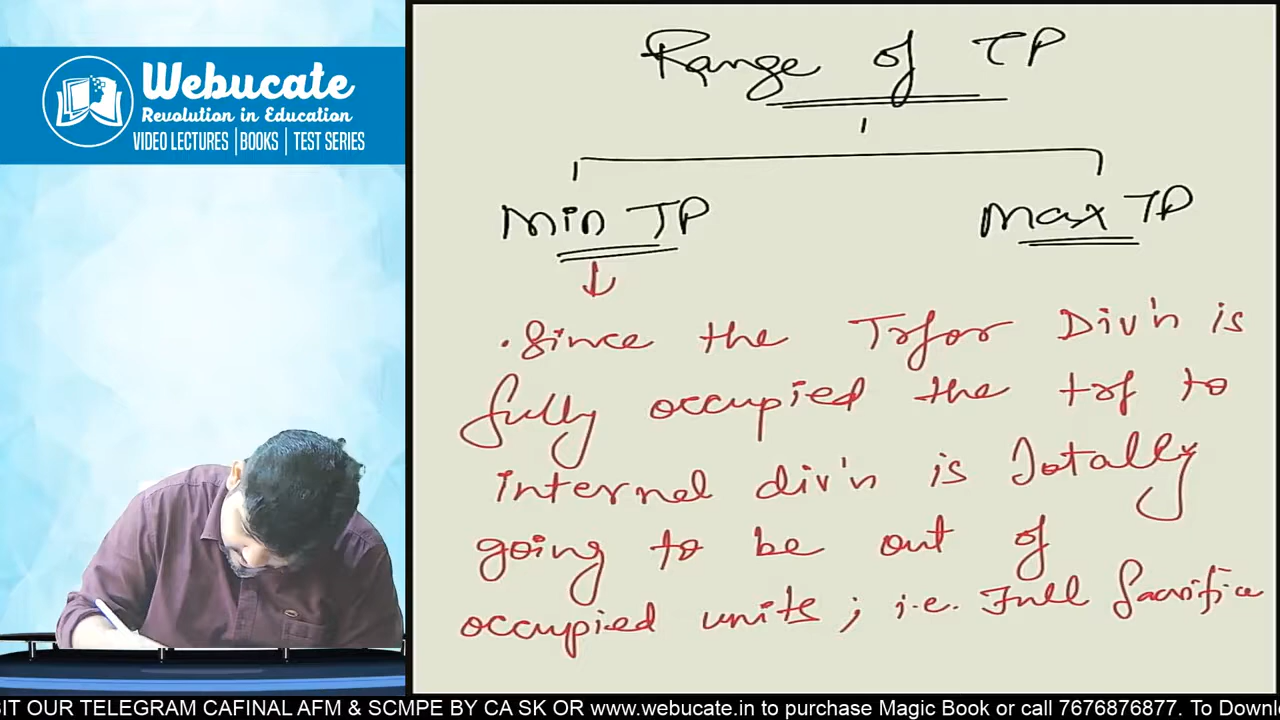 Webucate
Revolution in Education
VIDEO LECTURES | BOOKS | TEST SERIES
Range of TP
Min TP
Max TP
. Since the Trfor Div'n is
fully occupied the trf to
internal div'n is Totally
going to be out of
occupied units ; i.e. Full Sacrifice
SIT OUR TELEGRAM CAFINAL AFM & SCMPE BY CA SK OR www.webucate.in to purchase Magic Book or call 7676876877. To Downl